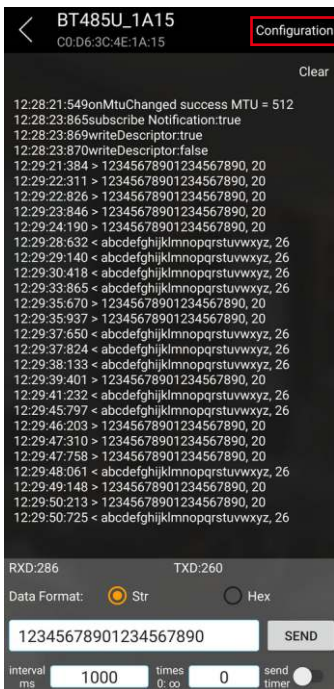 BT485U_1A15
C0:D6:3C:4E:1A:15
Configuration
Clear
12:28:21:549onMtuChanged success MTU = 512
12:28:23:865subscribe Notification:true
12:28:23:869writeDescriptor:true
12:28:23:870writeDescriptor:false
12:29:21:384 > 12345678901234567890, 20
12:29:22:311 > 12345678901234567890, 20
12:29:22:826 > 12345678901234567890, 20
12:29:23:846 > 12345678901234567890, 20
12:29:24:190 > 12345678901234567890, 20
12:29:28:632 < abcdefghijklmnopqrstuvwxyz, 26
12:29:29:140 < abcdefghijklmnopqrstuvwxyz, 26
12:29:30:418 < abcdefghijklmnopqrstuvwxyz, 26
12:29:33:865 < abcdefghijklmnopqrstuvwxyz, 26
12:29:35:670 > 12345678901234567890, 20
12:29:35:937 > 12345678901234567890, 20
12:29:37:650 < abcdefghijklmnopqrstuvwxyz, 26
12:29:37:824 < abcdefghijklmnopqrstuvwxyz, 26
12:29:38:133 < abcdefghijklmnopqrstuvwxyz, 26
12:29:39:401 > 12345678901234567890, 20
12:29:41:232 < abcdefghijklmnopqrstuvwxyz, 26
12:29:45:797 < abcdefghijklmnopqrstuvwxyz, 26
12:29:46:203 > 12345678901234567890, 20
12:29:47:310 > 12345678901234567890, 20
12:29:47:758 > 12345678901234567890, 20
12:29:48:061 < abcdefghijklmnopqrstuvwxyz, 26
12:29:49:148 > 12345678901234567890, 20
12:29:50:213 > 12345678901234567890, 20
12:29:50:725 < abcdefghijklmnopqrstuvwxyz, 26
RXD:286 TXD:260
Data Format: Str Hex
12345678901234567890 SEND
interval ms 1000 times 0: ∞ 0 send timer